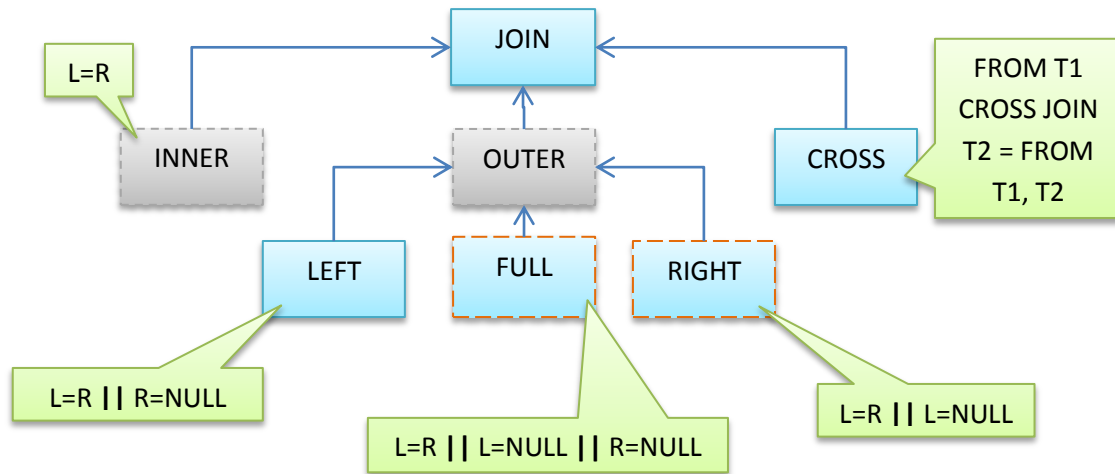 JOIN
L=R
FROM T1
CROSS JOIN
T2 = FROM
T1, T2
INNER
OUTER
CROSS
LEFT
FULL
RIGHT
L=R || R=NULL
L=R || L=NULL || R=NULL
L=R || L=NULL